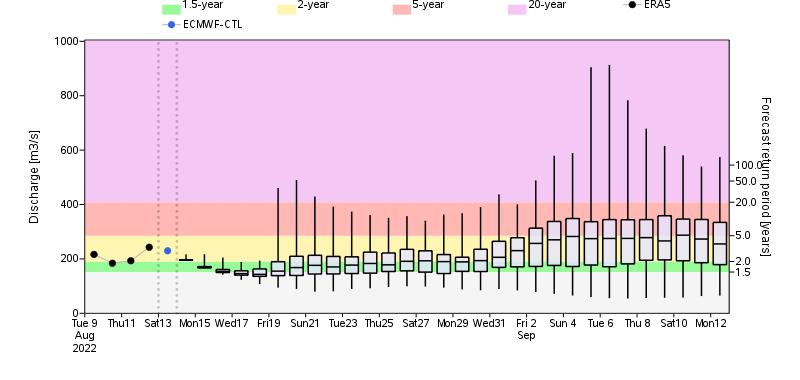 1.5-year 2-year 5-year 20-year ERA5
ECMWF-CTL
1000
800
600
400
200
0
Discharge [m3/s]
100.0
50.0
20.0
5.0
2.0
1.5
Forecast return period [years]
Tue 9 Thu11 Sat13 Mon15 Wed17 Fri19 Sun21 Tue23 Thu25 Sat27 Mon29 Wed31 Fri 2 Sun 4 Tue 6 Thu 8 Sat10 Mon12
Aug Sep
2022